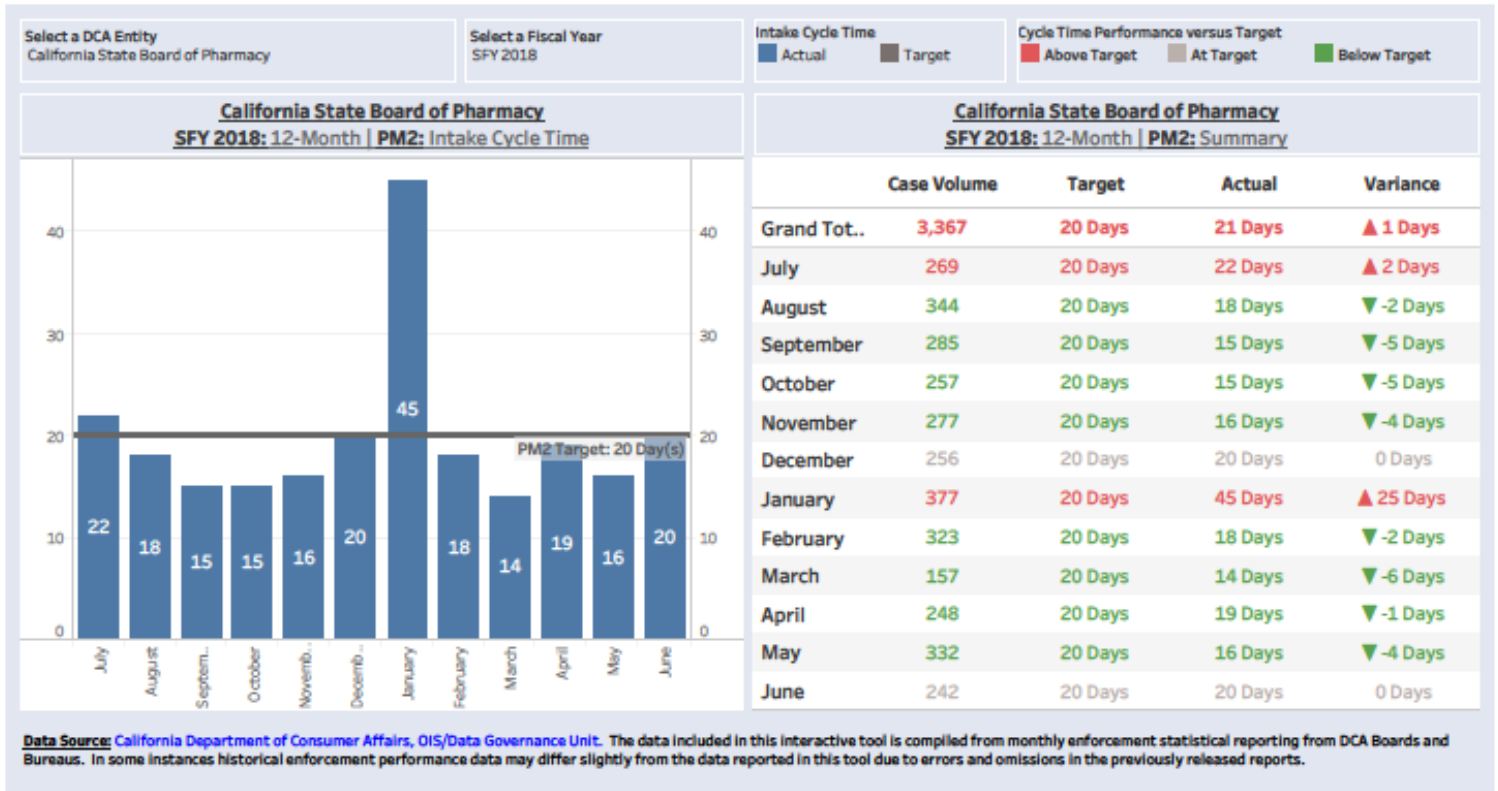 Select a DCA Entity
California State Board of Pharmacy
Select a Fiscal Year
SFY 2018
Intake Cycle Time
Actual Target
Cycle Time Performance versus Target
Above Target At Target Below Target
California State Board of Pharmacy
SFY 2018: 12-Month | PM2: Intake Cycle Time
40 40
30 30
20 20
10 10
0 0
PM2 Target: 20 Day(s)
22 18 15 15 16 20 45 18 14 19 16 20
July August Septem.. October Novemb.. Decemb.. January February March April May June
California State Board of Pharmacy
SFY 2018: 12-Month | PM2: Summary
Case Volume Target Actual Variance
Grand Tot.. 3,367 20 Days 21 Days ▲ 1 Days
July 269 20 Days 22 Days ▲ 2 Days
August 344 20 Days 18 Days ▼ -2 Days
September 285 20 Days 15 Days ▼ -5 Days
October 257 20 Days 15 Days ▼ -5 Days
November 277 20 Days 16 Days ▼ -4 Days
December 256 20 Days 20 Days 0 Days
January 377 20 Days 45 Days ▲ 25 Days
February 323 20 Days 18 Days ▼ -2 Days
March 157 20 Days 14 Days ▼ -6 Days
April 248 20 Days 19 Days ▼ -1 Days
May 332 20 Days 16 Days ▼ -4 Days
June 242 20 Days 20 Days 0 Days
Data Source: California Department of Consumer Affairs, OIS/Data Governance Unit. The data included in this interactive tool is compiled from monthly enforcement statistical reporting from DCA Boards and
Bureaus. In some instances historical enforcement performance data may differ slightly from the data reported in this tool due to errors and omissions in the previously released reports.